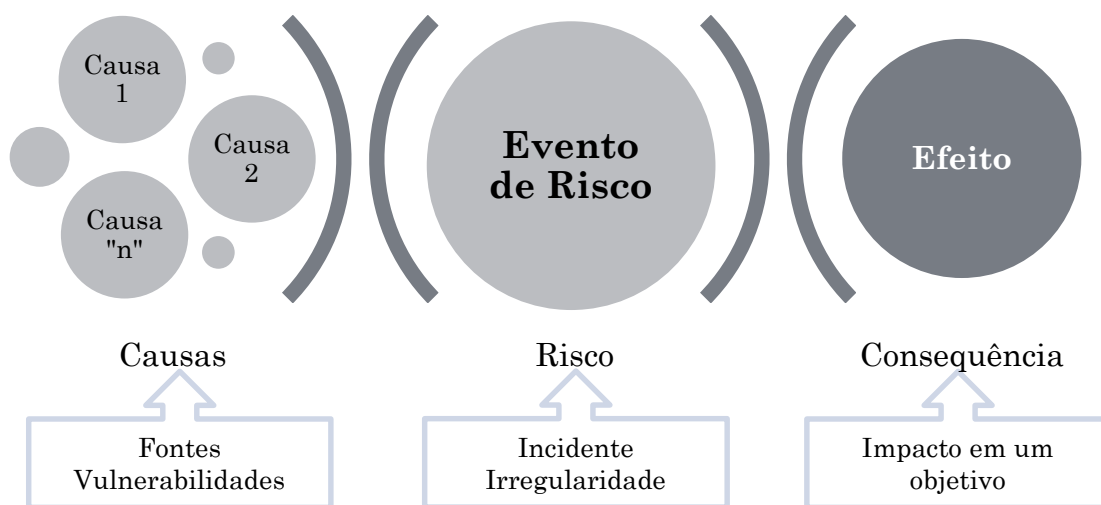 Causa
1
Causa
2
Causa
"n"
Evento
de Risco
Efeito
Causas
Risco
Consequência
Fontes
Vulnerabilidades
Incidente
Irregularidade
Impacto em um
objetivo